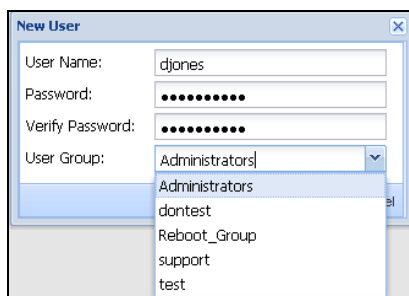 New User
User Name: djones
Password: ●●●●●●●●●●
Verify Password: ●●●●●●●●●●
User Group: Administrators
Administrators
dontest
Reboot_Group
support
test